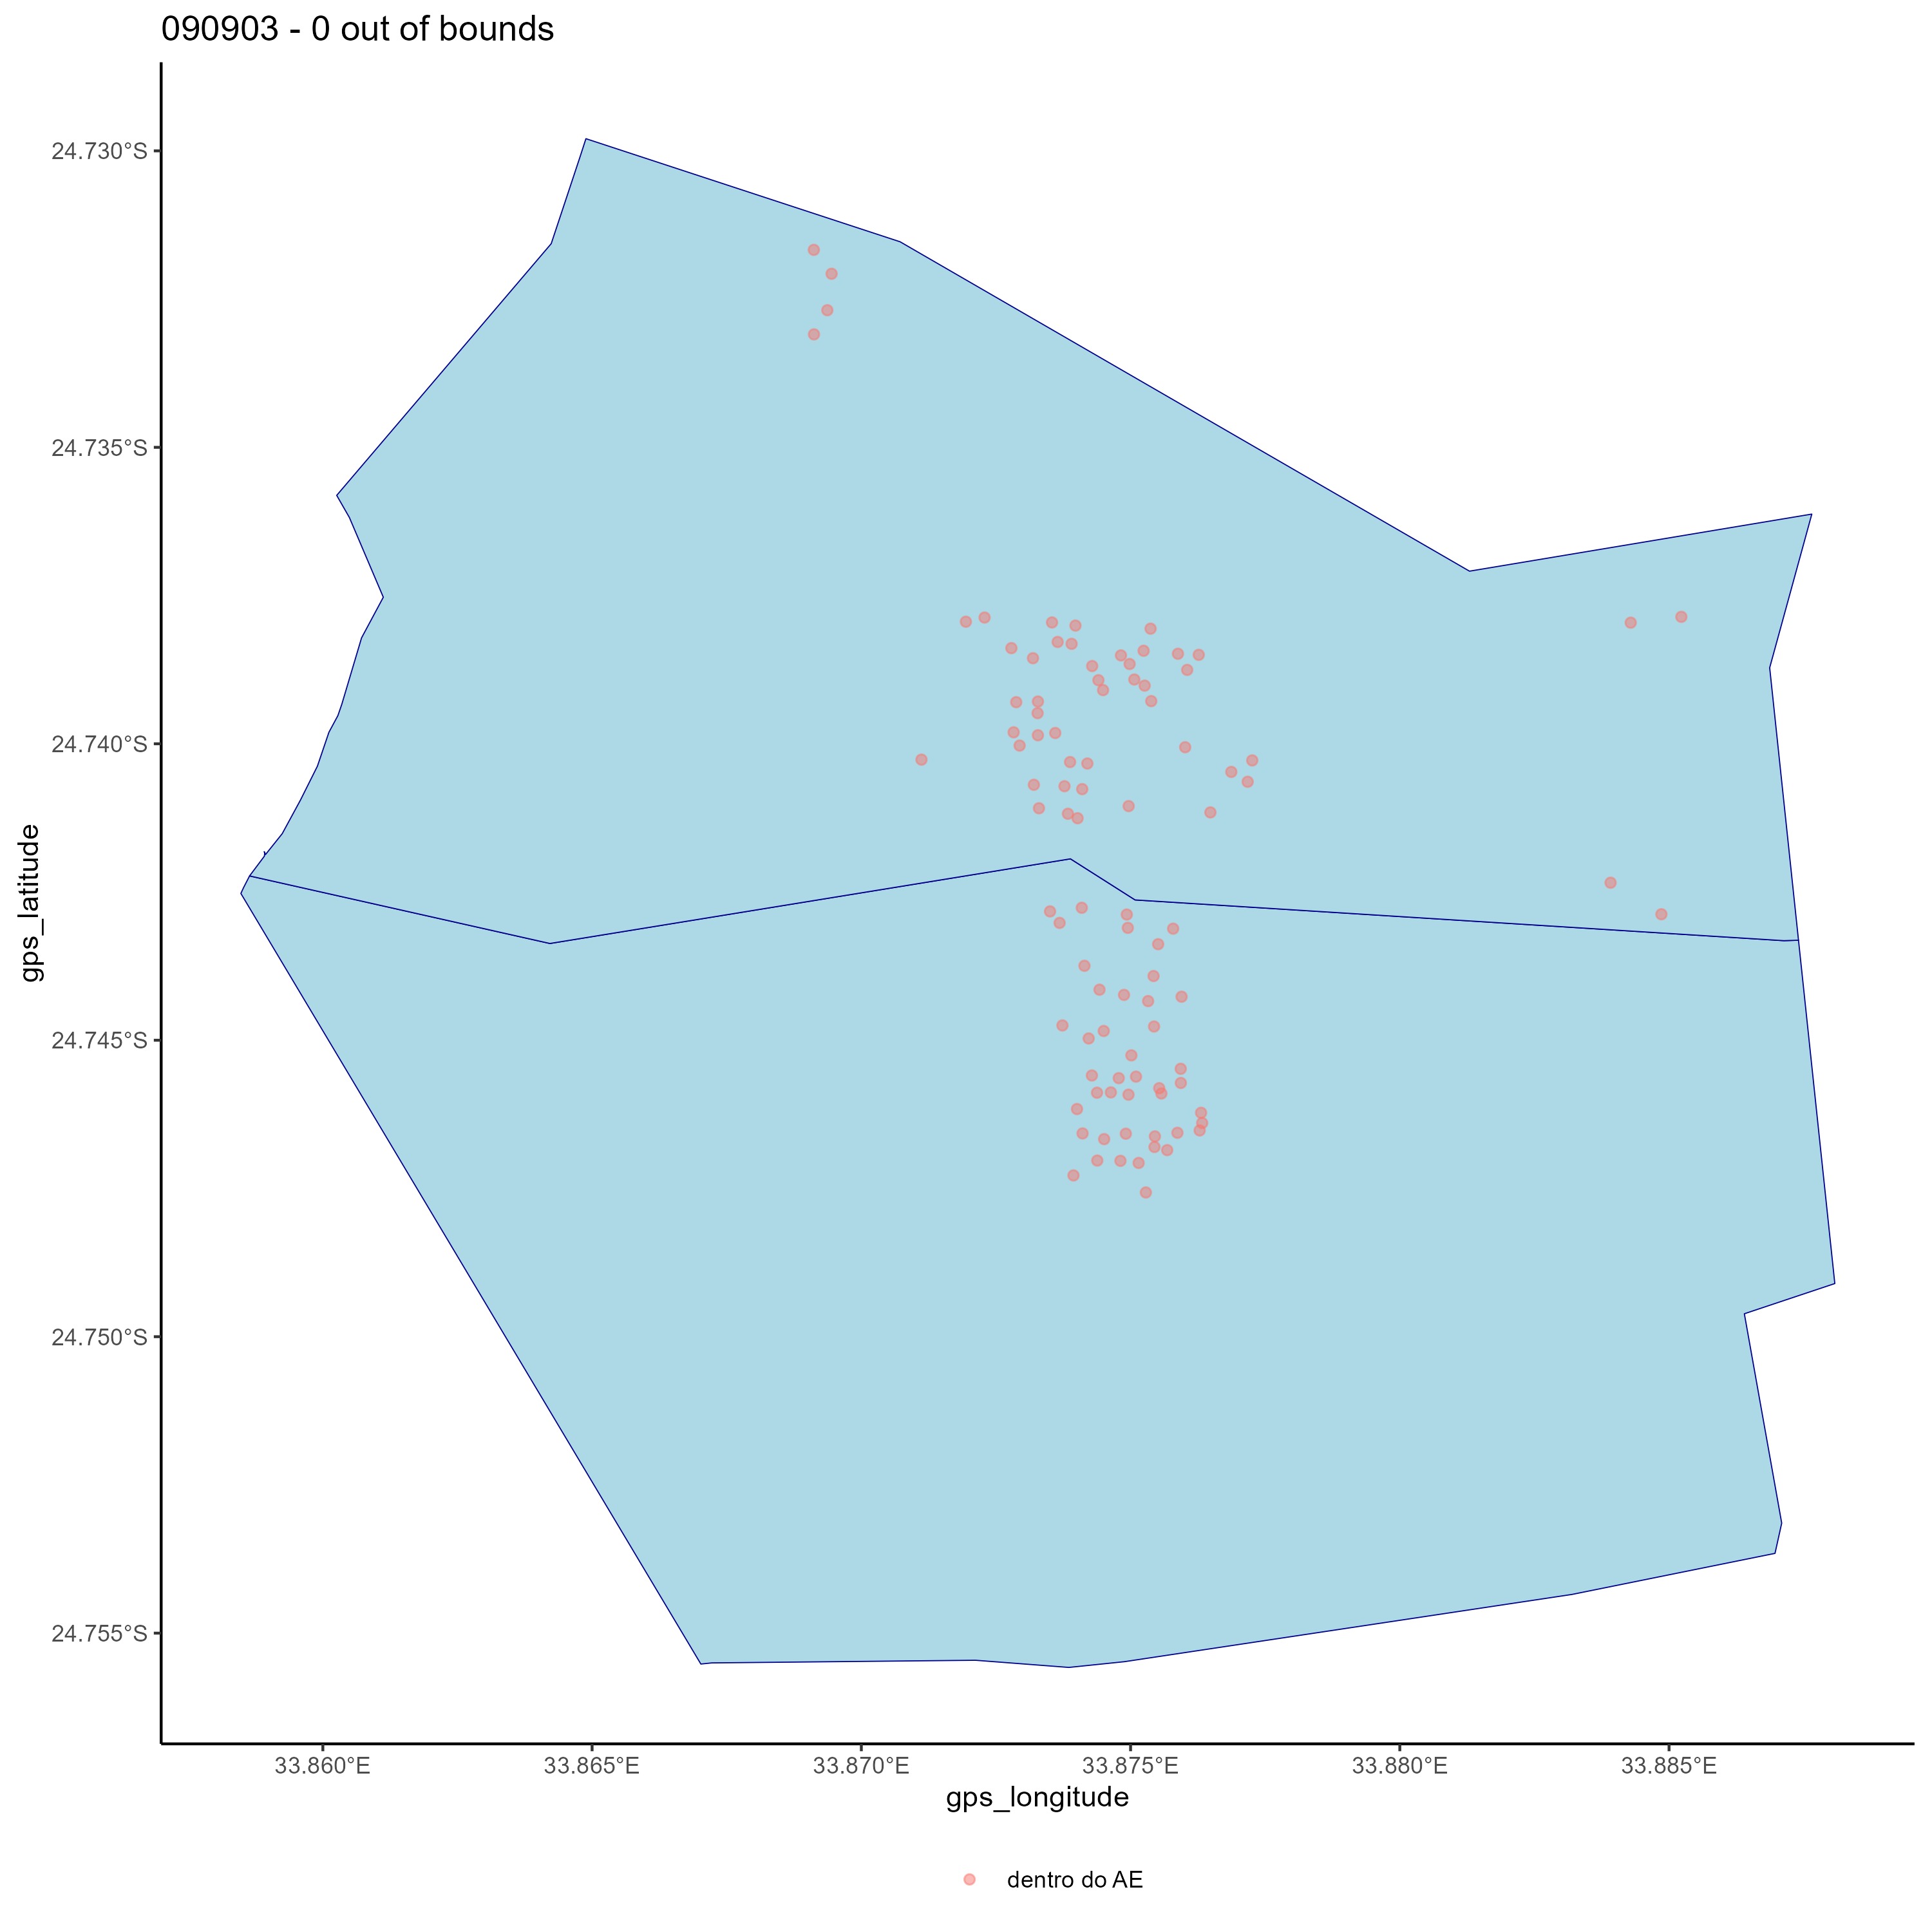 090903 - 0 out of bounds
24.730°S
24.735°S
24.740°S
24.745°S
24.750°S
24.755°S
gps_latitude
33.860°E 33.865°E 33.870°E 33.875°E 33.880°E 33.885°E
gps_longitude
dentro do AE